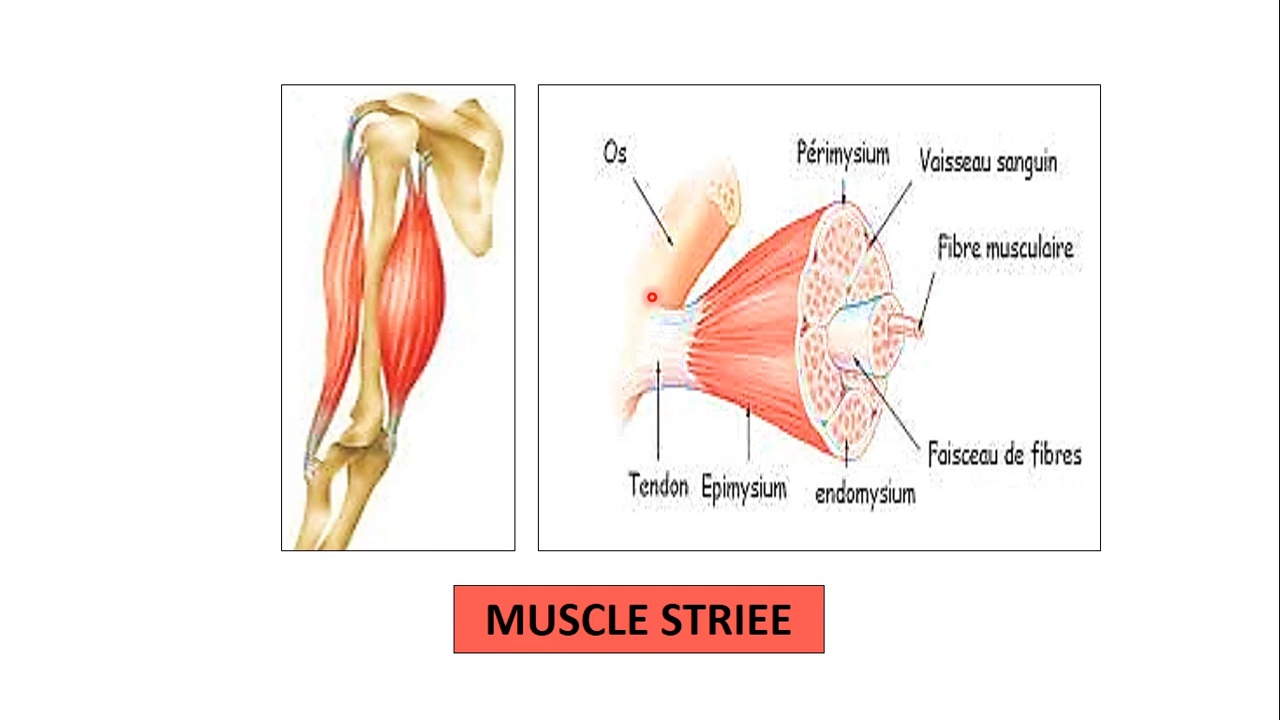 Os
Périmysium
Vaisseau sanguin
Fibre musculaire
Faisceau de fibres
Tendon
Epimysium
endomysium
MUSCLE STRIEE